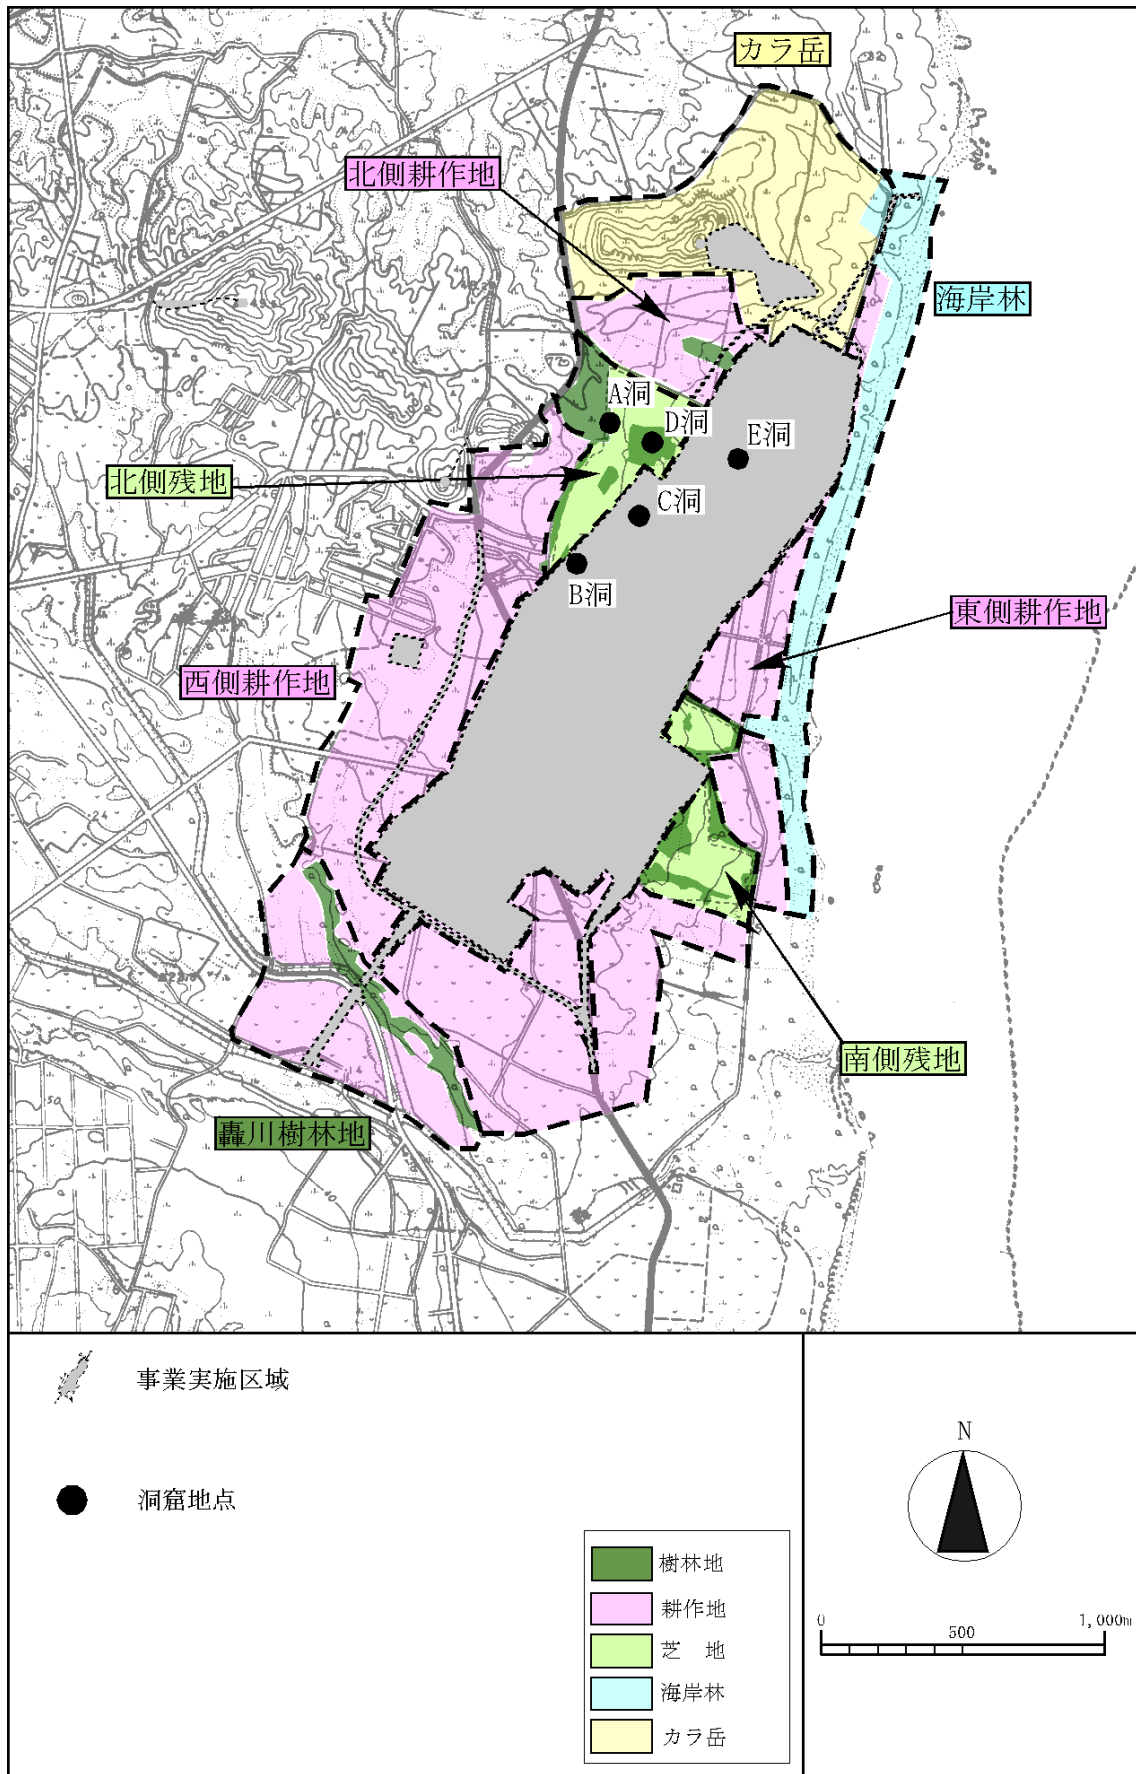 カラ岳
北側耕作地
海岸林
A洞
D洞
E洞
北側残地
C洞
B洞
東側耕作地
西側耕作地
南側残地
轟川樹林地
事業実施区域
洞窟地点
樹林地
耕作地
芝　地
海岸林
カラ岳
N
0
500
1,000m